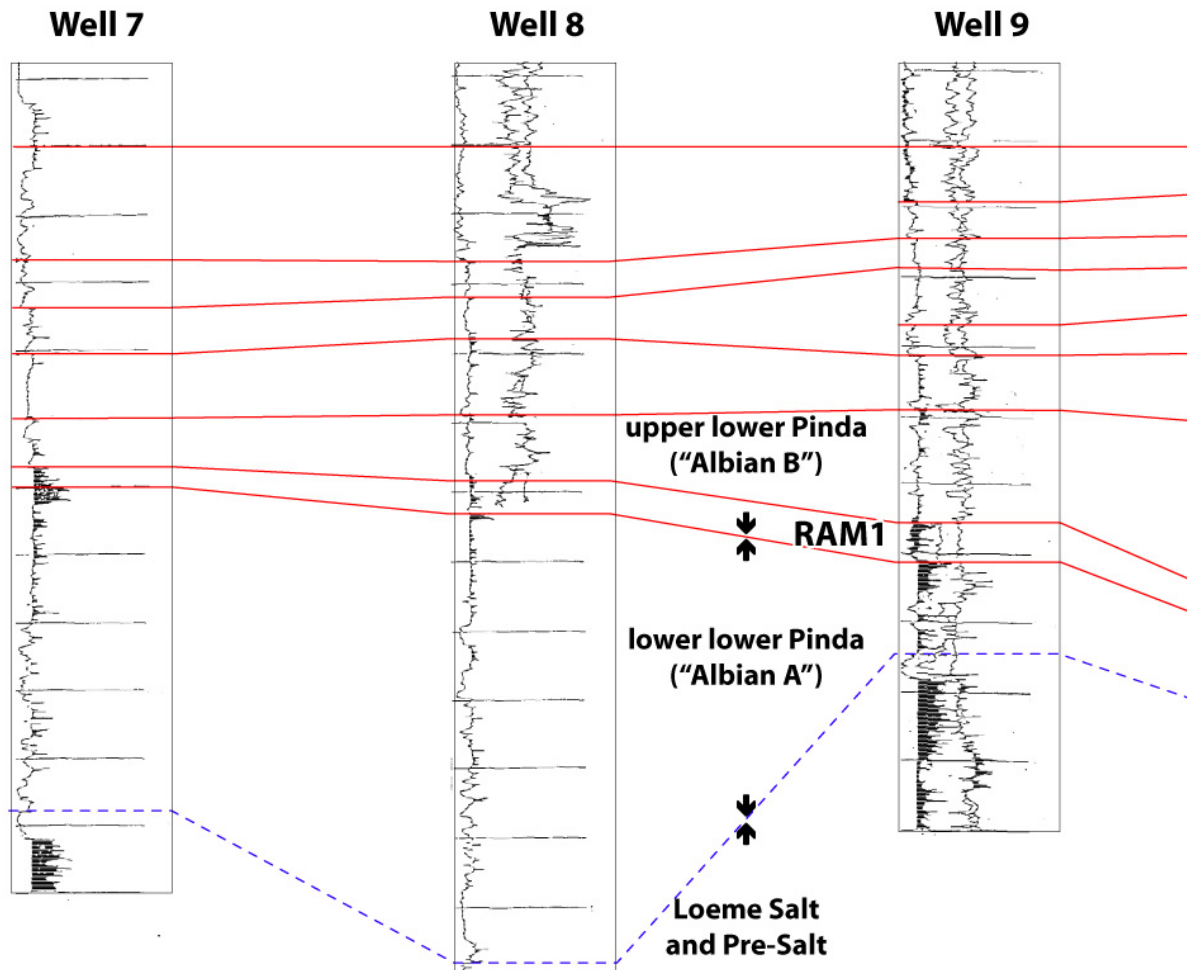 Well 7
Well 8
Well 9
upper lower Pinda
(“Albian B”)
RAM1
lower lower Pinda
(“Albian A”)
Loeme Salt
and Pre-Salt